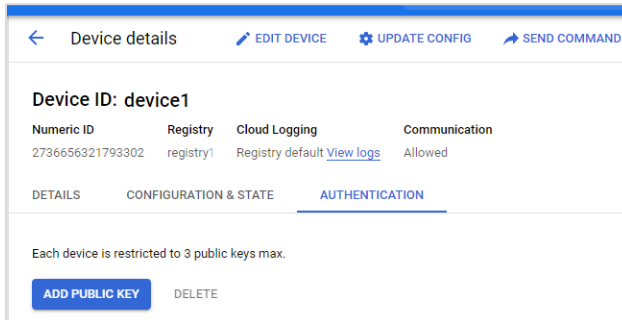 Device details EDIT DEVICE UPDATE CONFIG SEND COMMAND
Device ID: device1
Numeric ID Registry Cloud Logging Communication
2736656321793302 registry1 Registry default View logs Allowed
DETAILS CONFIGURATION & STATE AUTHENTICATION
Each device is restricted to 3 public keys max.
ADD PUBLIC KEY DELETE